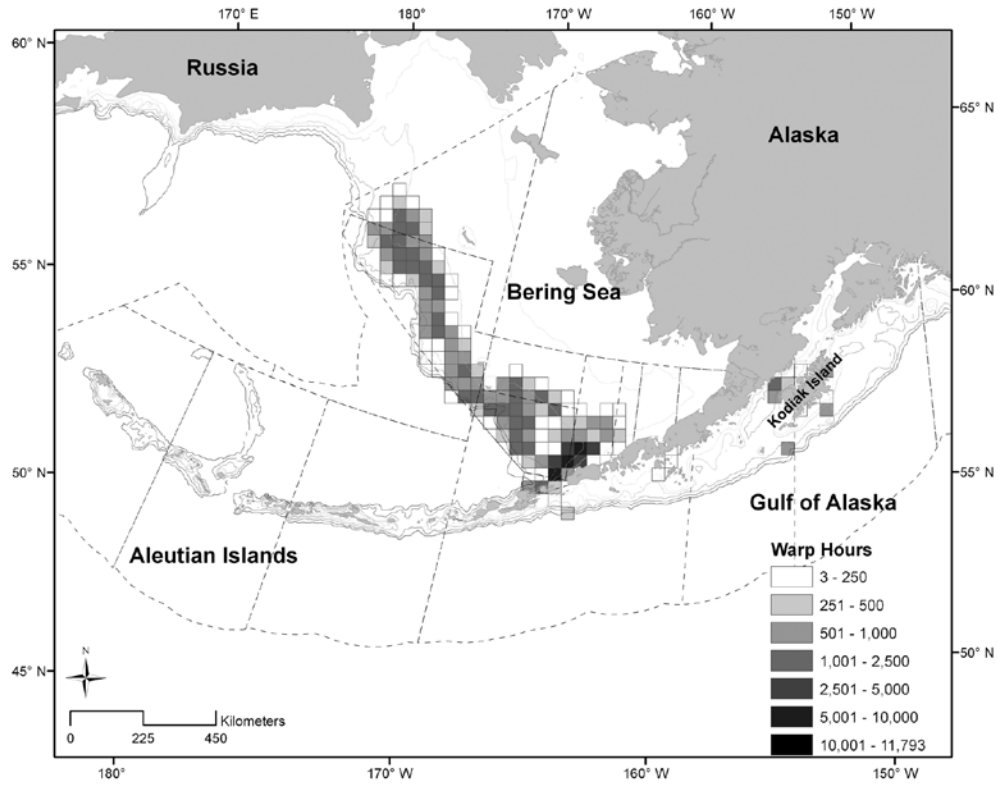 170° E
180°
170° W
160° W
150° W
60° N
Russia
65° N
Alaska
55° N
Bering Sea
60° N
Kodiak Island
50° N
55° N
Gulf of Alaska
Aleutian Islands
Warp Hours
3 - 250
251 - 500
501 - 1,000
1,001 - 2,500
2,501 - 5,000
5,001 - 10,000
10,001 - 11,793
N
50° N
45° N
Kilometers
0 225 450
180°
170° W
160° W
150° W